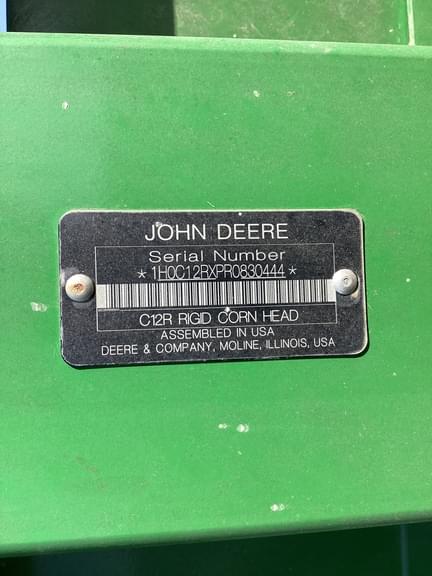 JOHN DEERE
Serial Number
*1H0C12RXPR0830444*
C12R RIGID CORN HEAD
ASSEMBLED IN USA
DEERE & COMPANY, MOLINE, ILLINOIS, USA